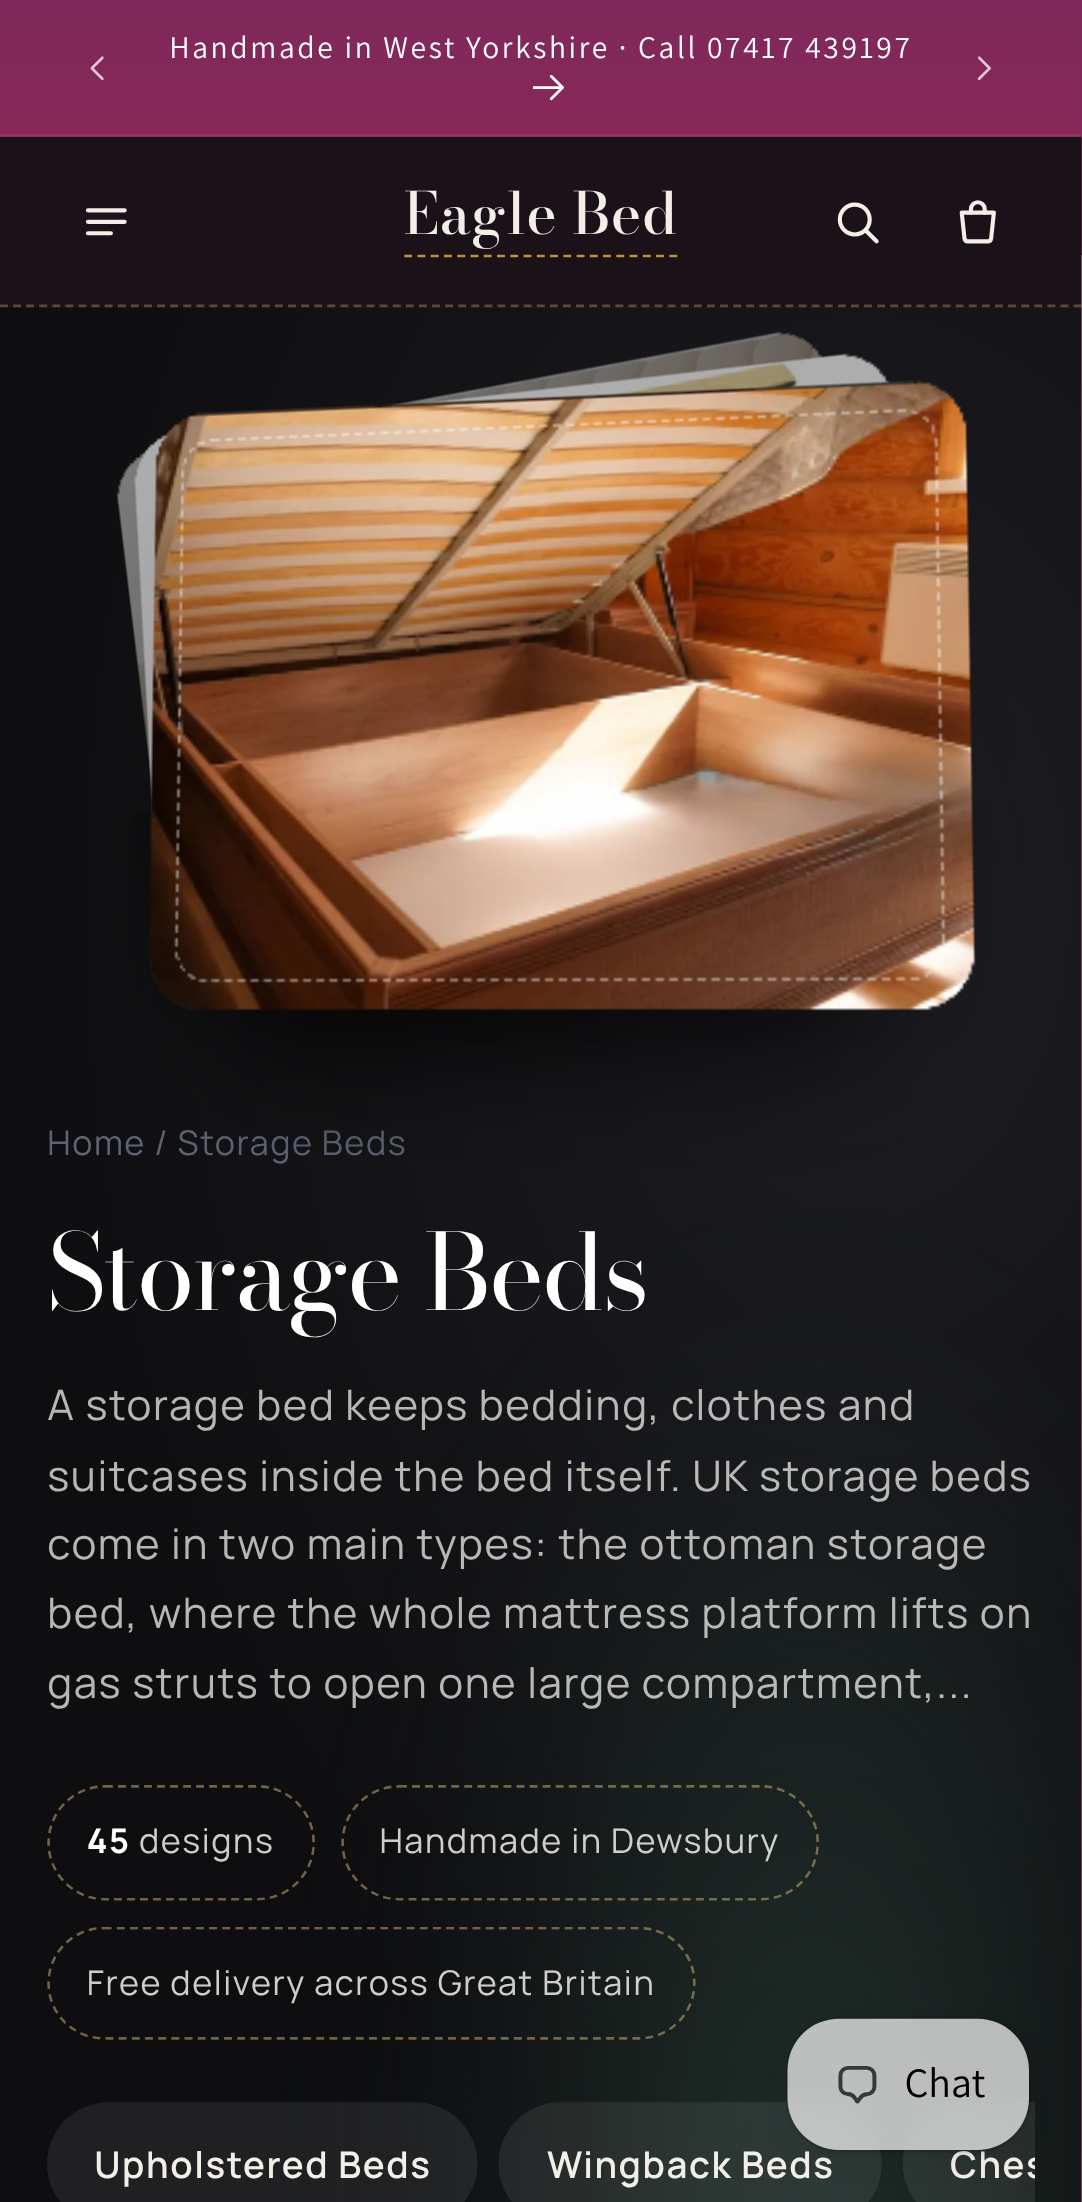 Handmade in West Yorkshire · Call 07417 439197
→
Eagle Bed
Home / Storage Beds
Storage Beds
A storage bed keeps bedding, clothes and
suitcases inside the bed itself. UK storage beds
come in two main types: the ottoman storage
bed, where the whole mattress platform lifts on
gas struts to open one large compartment,...
45 designs
Handmade in Dewsbury
Free delivery across Great Britain
Chat
Upholstered Beds
Wingback Beds
Ches